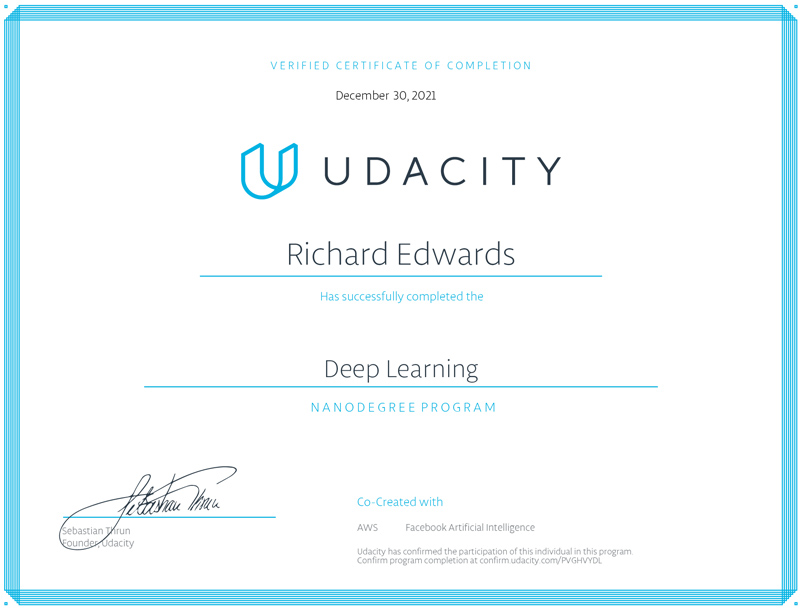 VERIFIED CERTIFICATE OF COMPLETION
December 30, 2021
UDACITY
Richard Edwards
Has successfully completed the
Deep Learning
NANODEGREE PROGRAM
Sebastian Thrun
Sebastian Thrun
Founder, Udacity
Co-Created with
AWS Facebook Artificial Intelligence
Udacity has confirmed the participation of this individual in this program.
Confirm program completion at confirm.udacity.com/PVGHVYDL